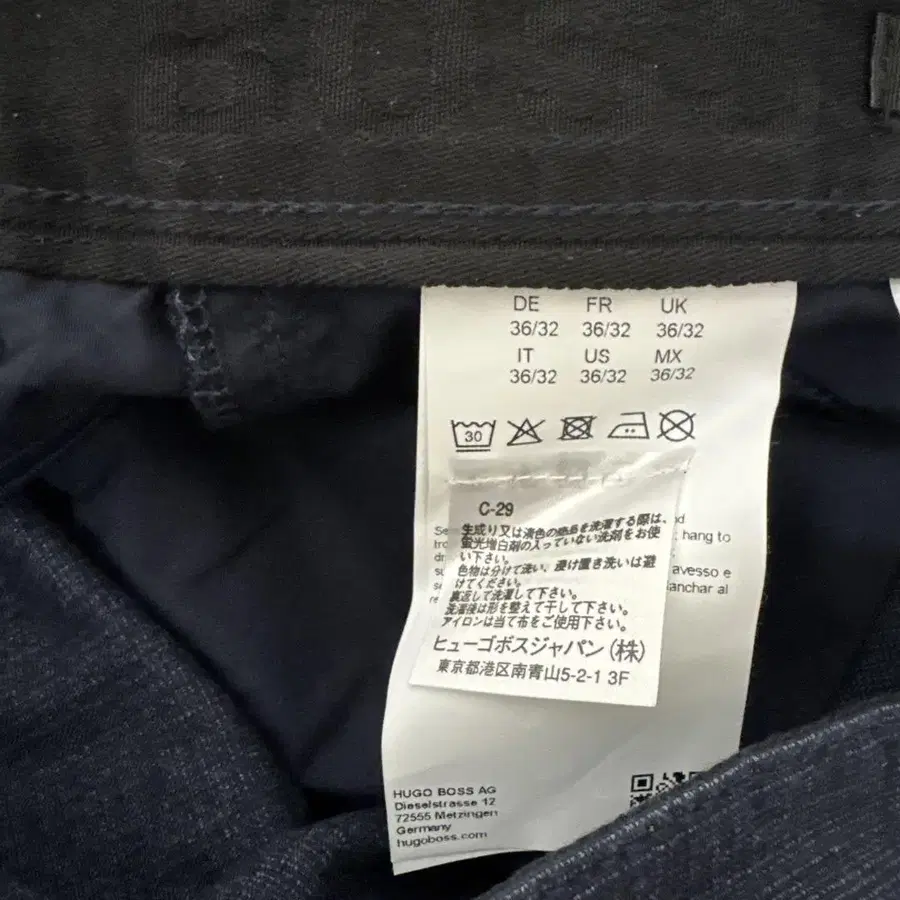 BOSS
DE FR UK
36/32 36/32 36/32
IT US MX
36/32 36/32 36/32
30
C-29
生成り又は淡色の商品を洗濯する際は、
蛍光増白剤の入っていない洗剤をお使
い下さい。
色物は分けて洗い、浸け置き洗いは避
けてください。
裏返して洗濯して下さい。
洗濯後は形を整えて干して下さい。
アイロンは当て布をご使用下さい。
ヒューゴボスジャパン(株)
東京都港区南青山5-2-1 3F
hang to
avesso e
HUGO BOSS AG
Dieselstrasse 12
72555 Metzingen
Germany
hugoboss.com